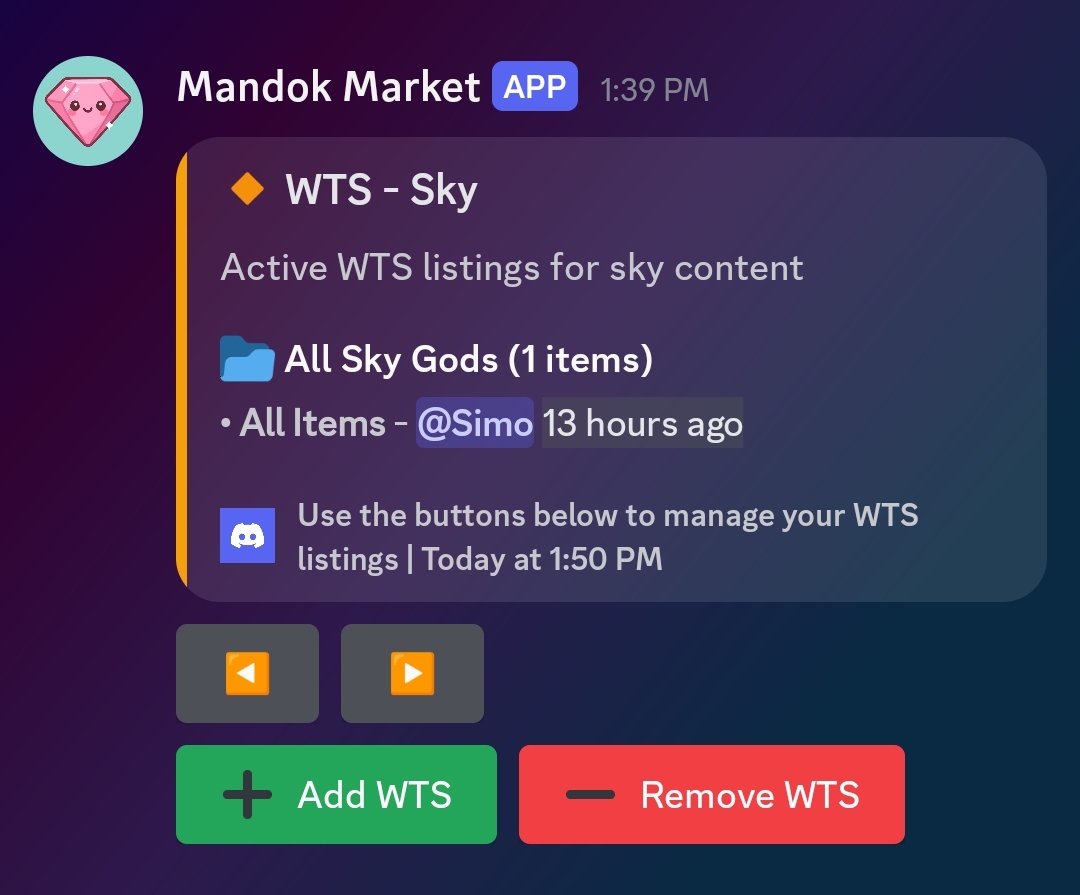 Mandok Market APP 1:39 PM
WTS - Sky
Active WTS listings for sky content
All Sky Gods (1 items)
• All Items - @Simo 13 hours ago
Use the buttons below to manage your WTS
listings | Today at 1:50 PM
Add WTS
Remove WTS